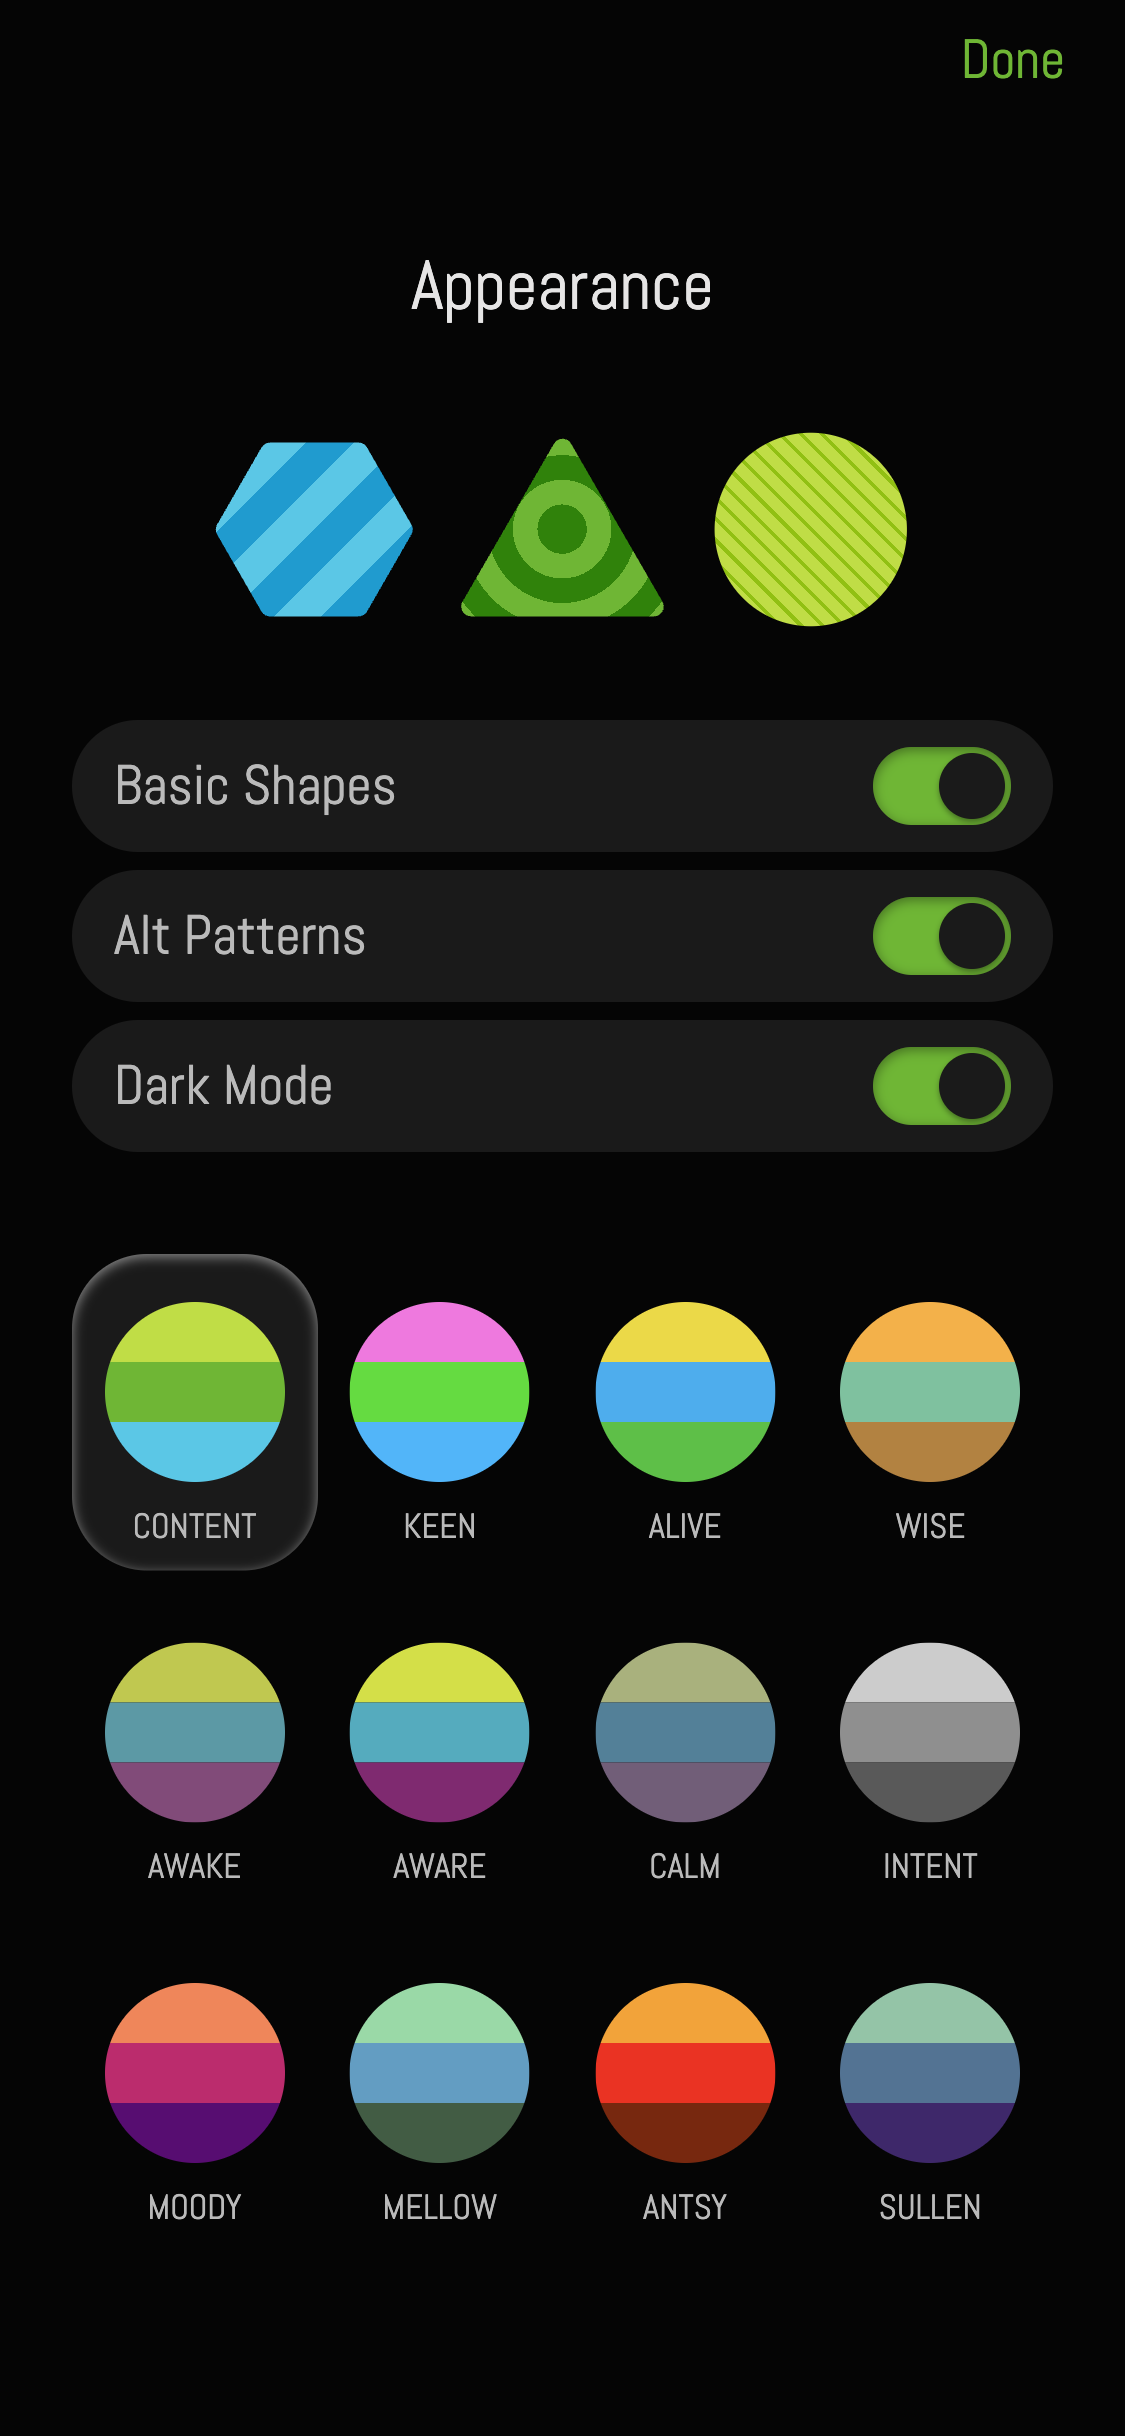 Done
Appearance
Basic Shapes
Alt Patterns
Dark Mode
CONTENT KEEN ALIVE WISE
AWAKE AWARE CALM INTENT
MOODY MELLOW ANTSY SULLEN